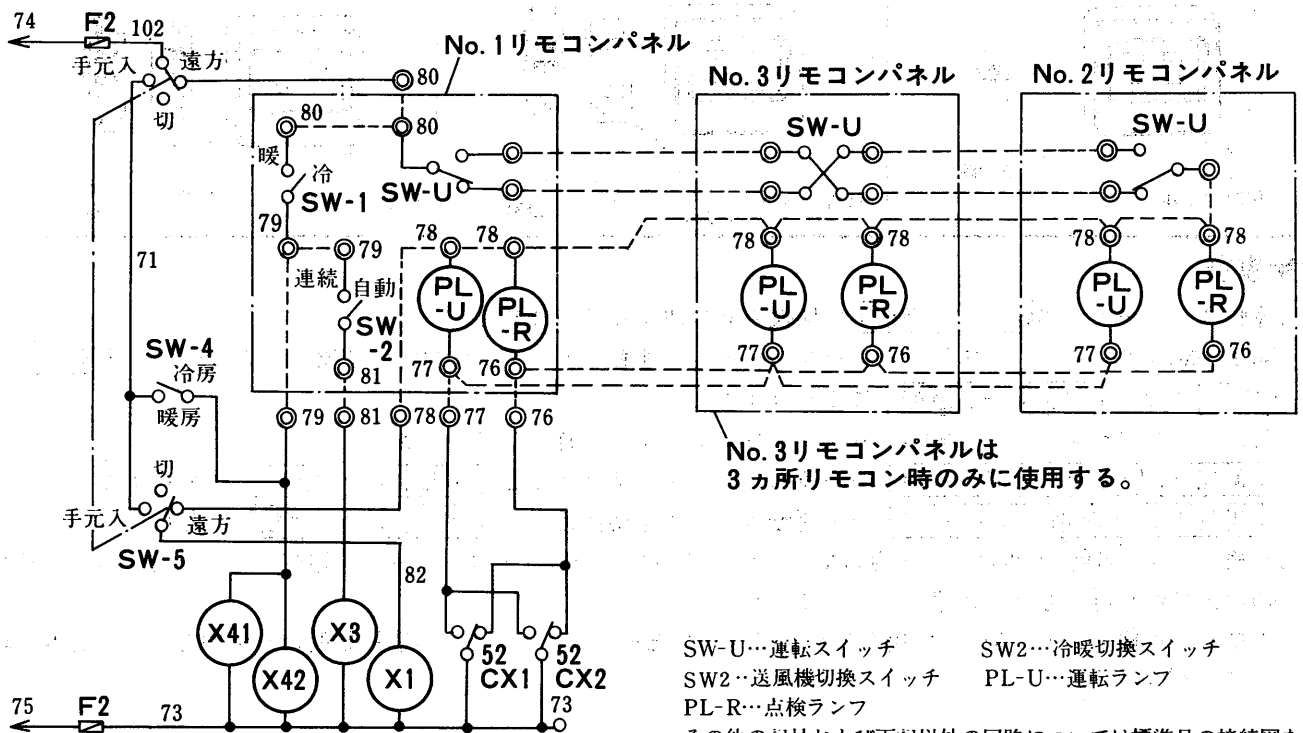 74
F2
102
手元入
遠方
切
80
No.1リモコンパネル
No.3リモコンパネル
No.2リモコンパネル
80
80
暖
冷
SW-1
SW-U
SW-U
SW-U
79
79
連続
自動
SW
-2
81
78
78
PL
-U
PL
-R
77
76
78
78
PL
-U
PL
-R
77
76
78
78
PL
-U
PL
-R
77
76
71
SW-4
冷房
暖房
79
81
78
77
76
No.3リモコンパネルは
3ヵ所リモコン時のみに使用する。
切
手元入
遠方
SW-5
82
X41
X42
X3
X1
52
CX1
52
CX2
75
F2
73
73
SW-U…運転スイッチ
SW2…冷暖切換スイッチ
SW2…送風機切換スイッチ
PL-U…運転ランプ
PL-R…点検ランプ